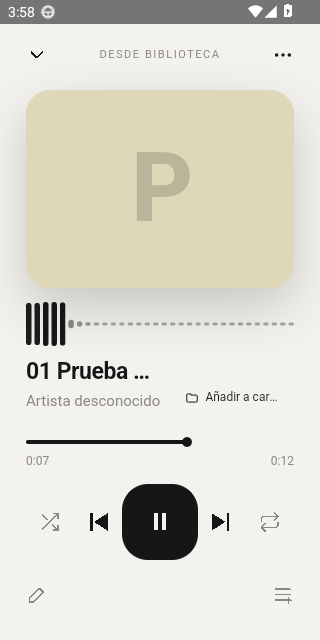 3:58
DESDE BIBLIOTECA
P
01 Prueba ...
Artista desconocido
Añadir a car...
0:07
0:12